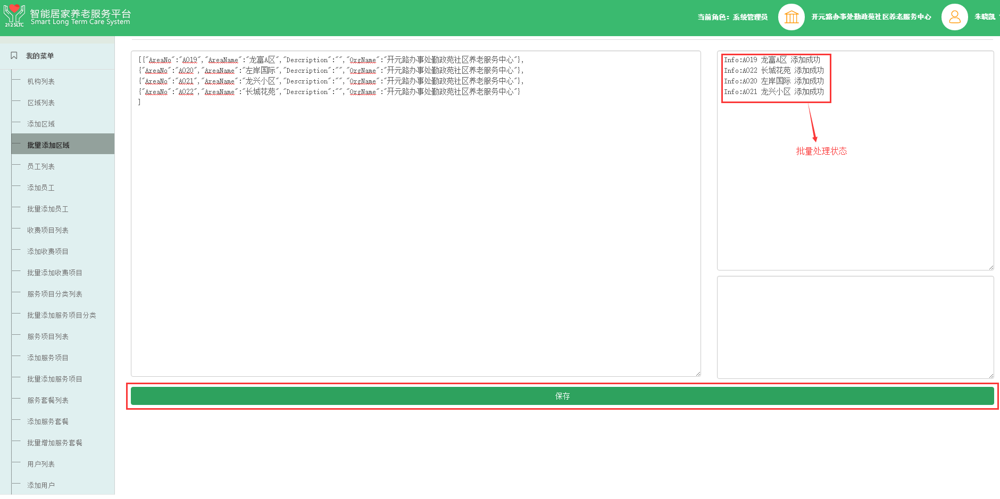 智能居家养老服务平台
Smart Long Term Care System
212 SLTC
当前角色：系统管理员
开元路办事处勤政苑社区养老服务中心
朱晓凯
我的菜单
机构列表
区域列表
添加区域
批量添加区域
员工列表
添加员工
批量添加员工
收费项目列表
添加收费项目
批量添加收费项目
服务项目分类列表
批量添加服务项目分类
服务项目列表
添加服务项目
批量添加服务项目
服务套餐列表
添加服务套餐
批量增加服务套餐
用户列表
添加用户
[{"AreaNo":"A019","AreaName":"龙富A区","Description":"","OrgName":"开元路办事处勤政苑社区养老服务中心"},
{"AreaNo":"A020","AreaName":"左岸国际","Description":"","OrgName":"开元路办事处勤政苑社区养老服务中心"},
{"AreaNo":"A021","AreaName":"龙兴小区","Description":"","OrgName":"开元路办事处勤政苑社区养老服务中心"},
{"AreaNo":"A022","AreaName":"长城花苑","Description":"","OrgName":"开元路办事处勤政苑社区养老服务中心"}
]
Info:A019 龙富A区 添加成功
Info:A022 长城花苑 添加成功
Info:A020 左岸国际 添加成功
Info:A021 龙兴小区 添加成功
批量处理状态
保存